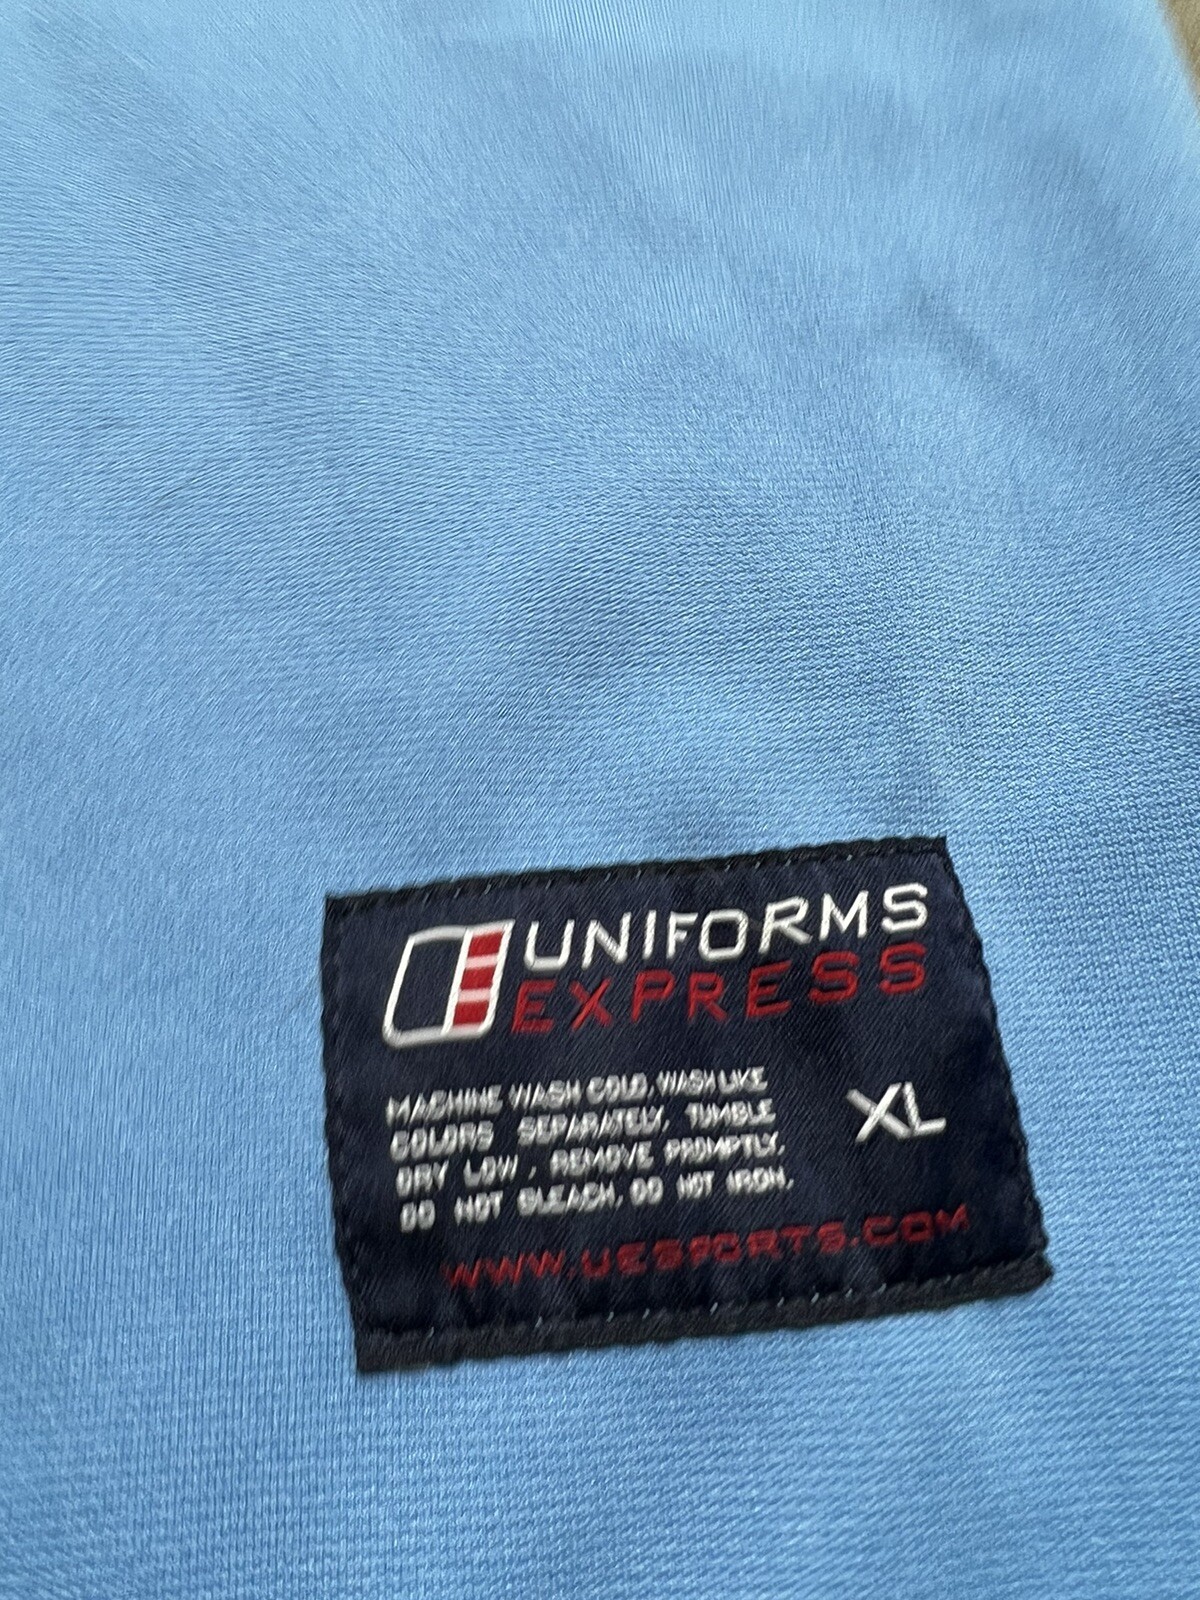 UNIFORMS
EXPRESS
MACHINE WASH COLD, WASH LIKE
COLORS SEPARATELY, TUMBLE
DRY LOW, REMOVE PROMPTLY.
DO NOT BLEACH, DO NOT IRON.
XL
WWW.UESPORTS.COM